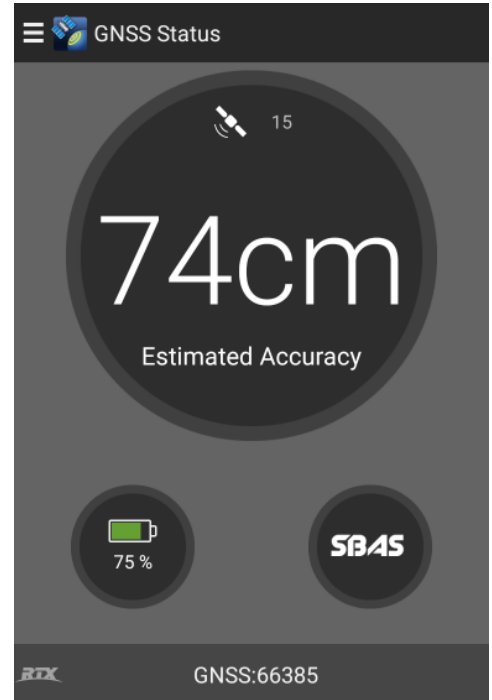 GNSS Status
15
74cm
Estimated Accuracy
75 %
SBAS
RTX
GNSS:66385